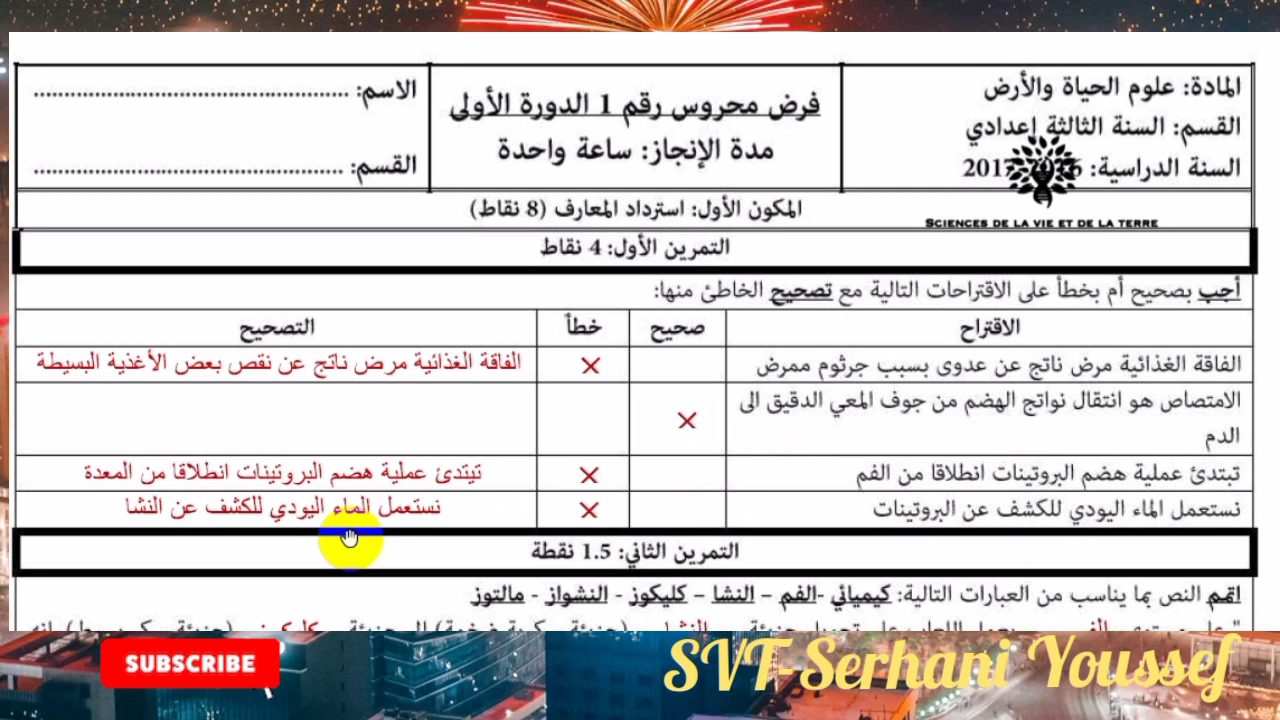 المادة: علوم الحياة والأرض
القسم: السنة الثالثة إعدادي
السنة الدراسية:
فرض محروس رقم 1 الدورة الأولى
مدة الإنجاز: ساعة واحدة
الاسم: ........................................................
القسم: ........................................................
SCIENCES DE LA VIE ET DE LA TERRE
المكون الأول: استرداد المعارف (8 نقاط)
التمرين الأول: 4 نقاط
أجب بصحيح أم بخطأ على الاقتراحات التالية مع تصحيح الخاطئ منها:
الاقتراح صحيح خطأ التصحيح
الفاقة الغذائية مرض ناتج عن عدوى بسبب جرثوم ممرض × الفاقة الغذائية مرض ناتج عن نقص بعض الأغذية البسيطة
الامتصاص هو انتقال نواتج الهضم من جوف المعي الدقيق الى ×
الدم
تبتدئ عملية هضم البروتينات انطلاقا من الفم × تيتدئ عملية هضم البروتينات انطلاقا من المعدة
نستعمل الماء اليودي للكشف عن البروتينات × نستعمل الماء اليودي للكشف عن النشا
التمرين الثاني: 1.5 نقطة
اتمم النص بما يناسب من العبارات التالية: كيميائي -الفم – النشا – كليكوز - النشواز - مالتوز
SUBSCRIBE
SVT-Serhani Youssef